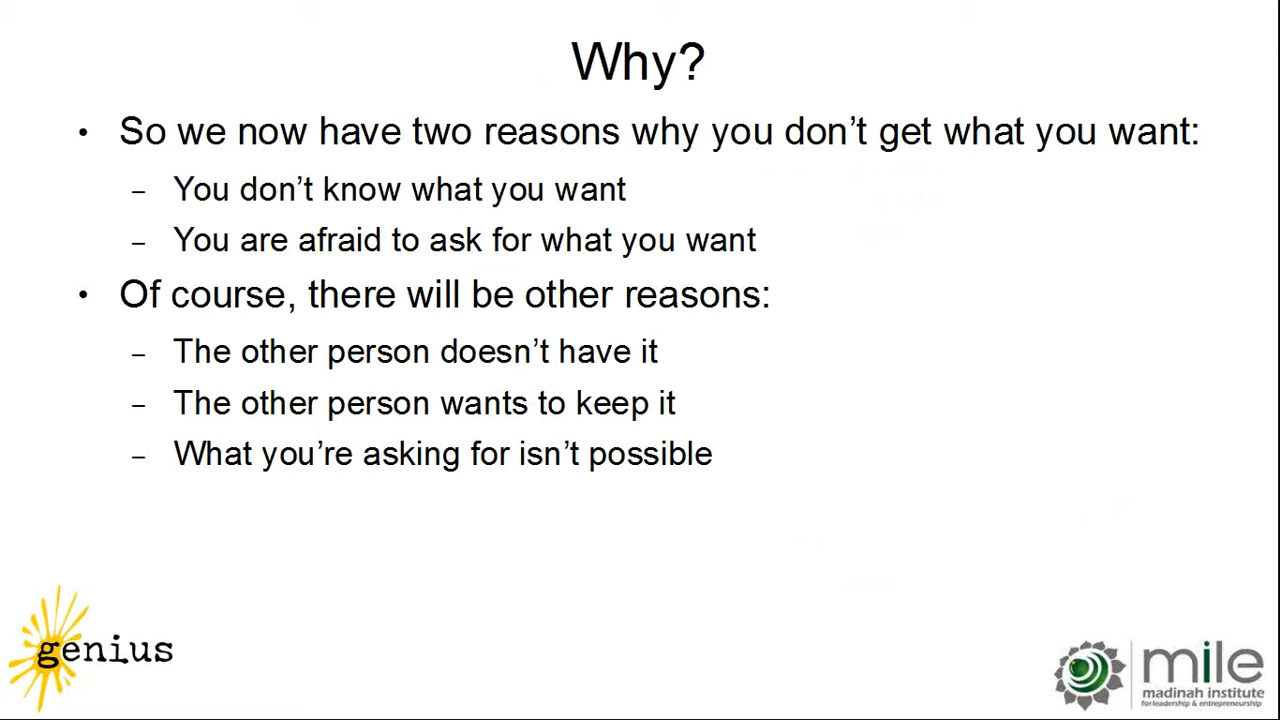 Why?
• So we now have two reasons why you don’t get what you want:
– You don’t know what you want
– You are afraid to ask for what you want
• Of course, there will be other reasons:
– The other person doesn’t have it
– The other person wants to keep it
– What you’re asking for isn’t possible
genius
mile
madinah institute
for leadership & entrepreneurship